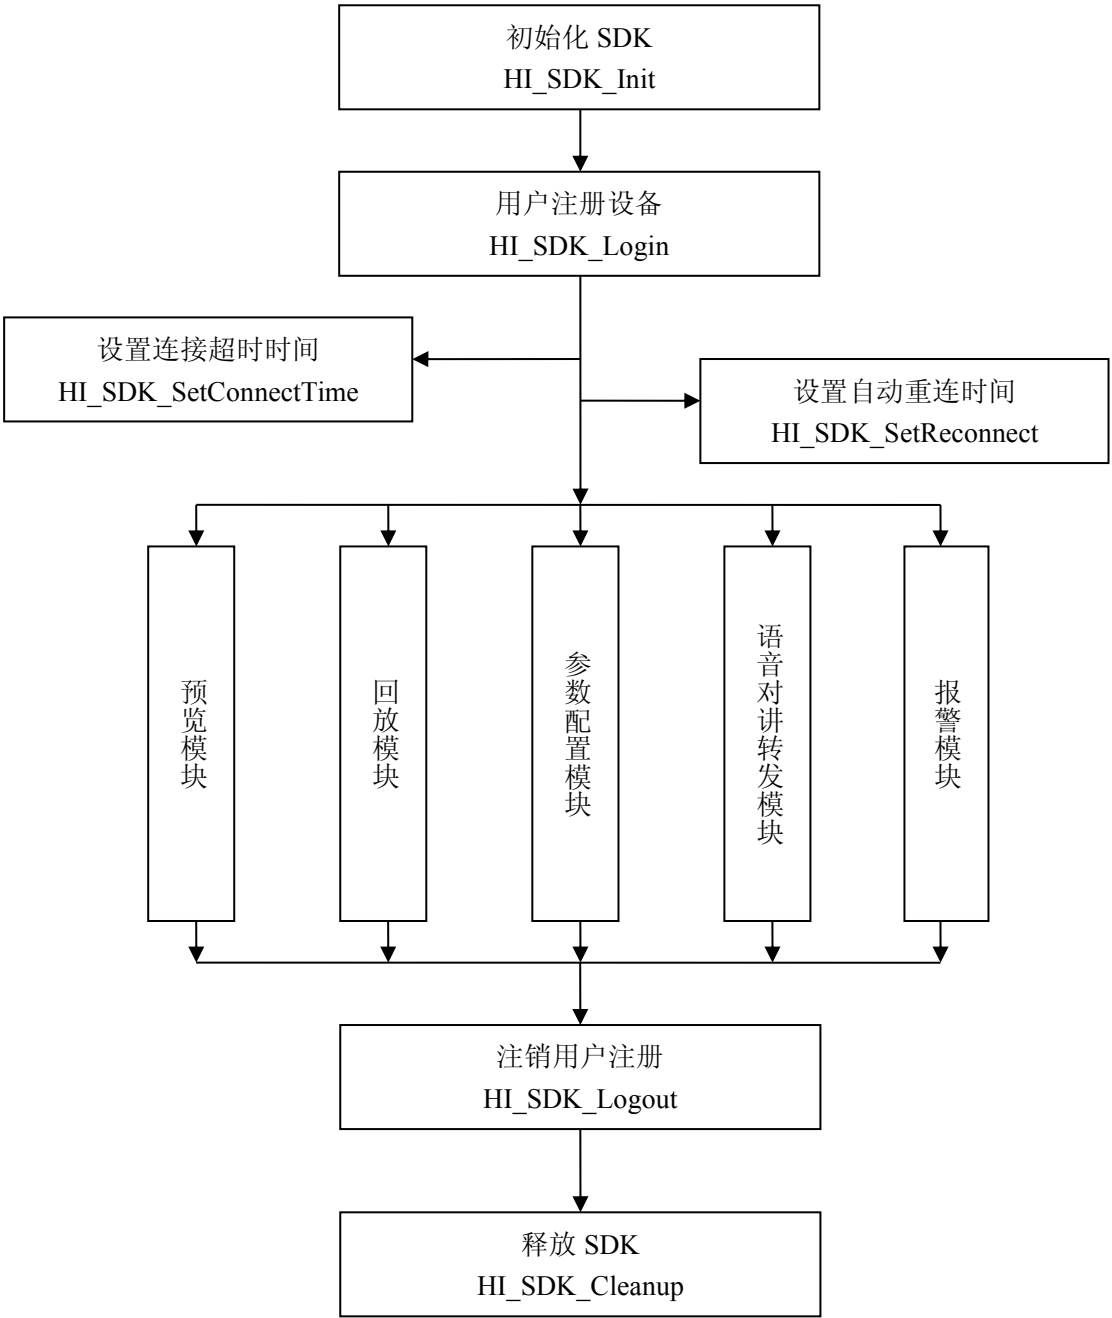 初始化 SDK
HI_SDK_Init
用户注册设备
HI_SDK_Login
设置连接超时时间
HI_SDK_SetConnectTime
设置自动重连时间
HI_SDK_SetReconnect
预览模块
回放模块
参数配置模块
语音对讲转发模块
报警模块
注销用户注册
HI_SDK_Logout
释放 SDK
HI_SDK_Cleanup